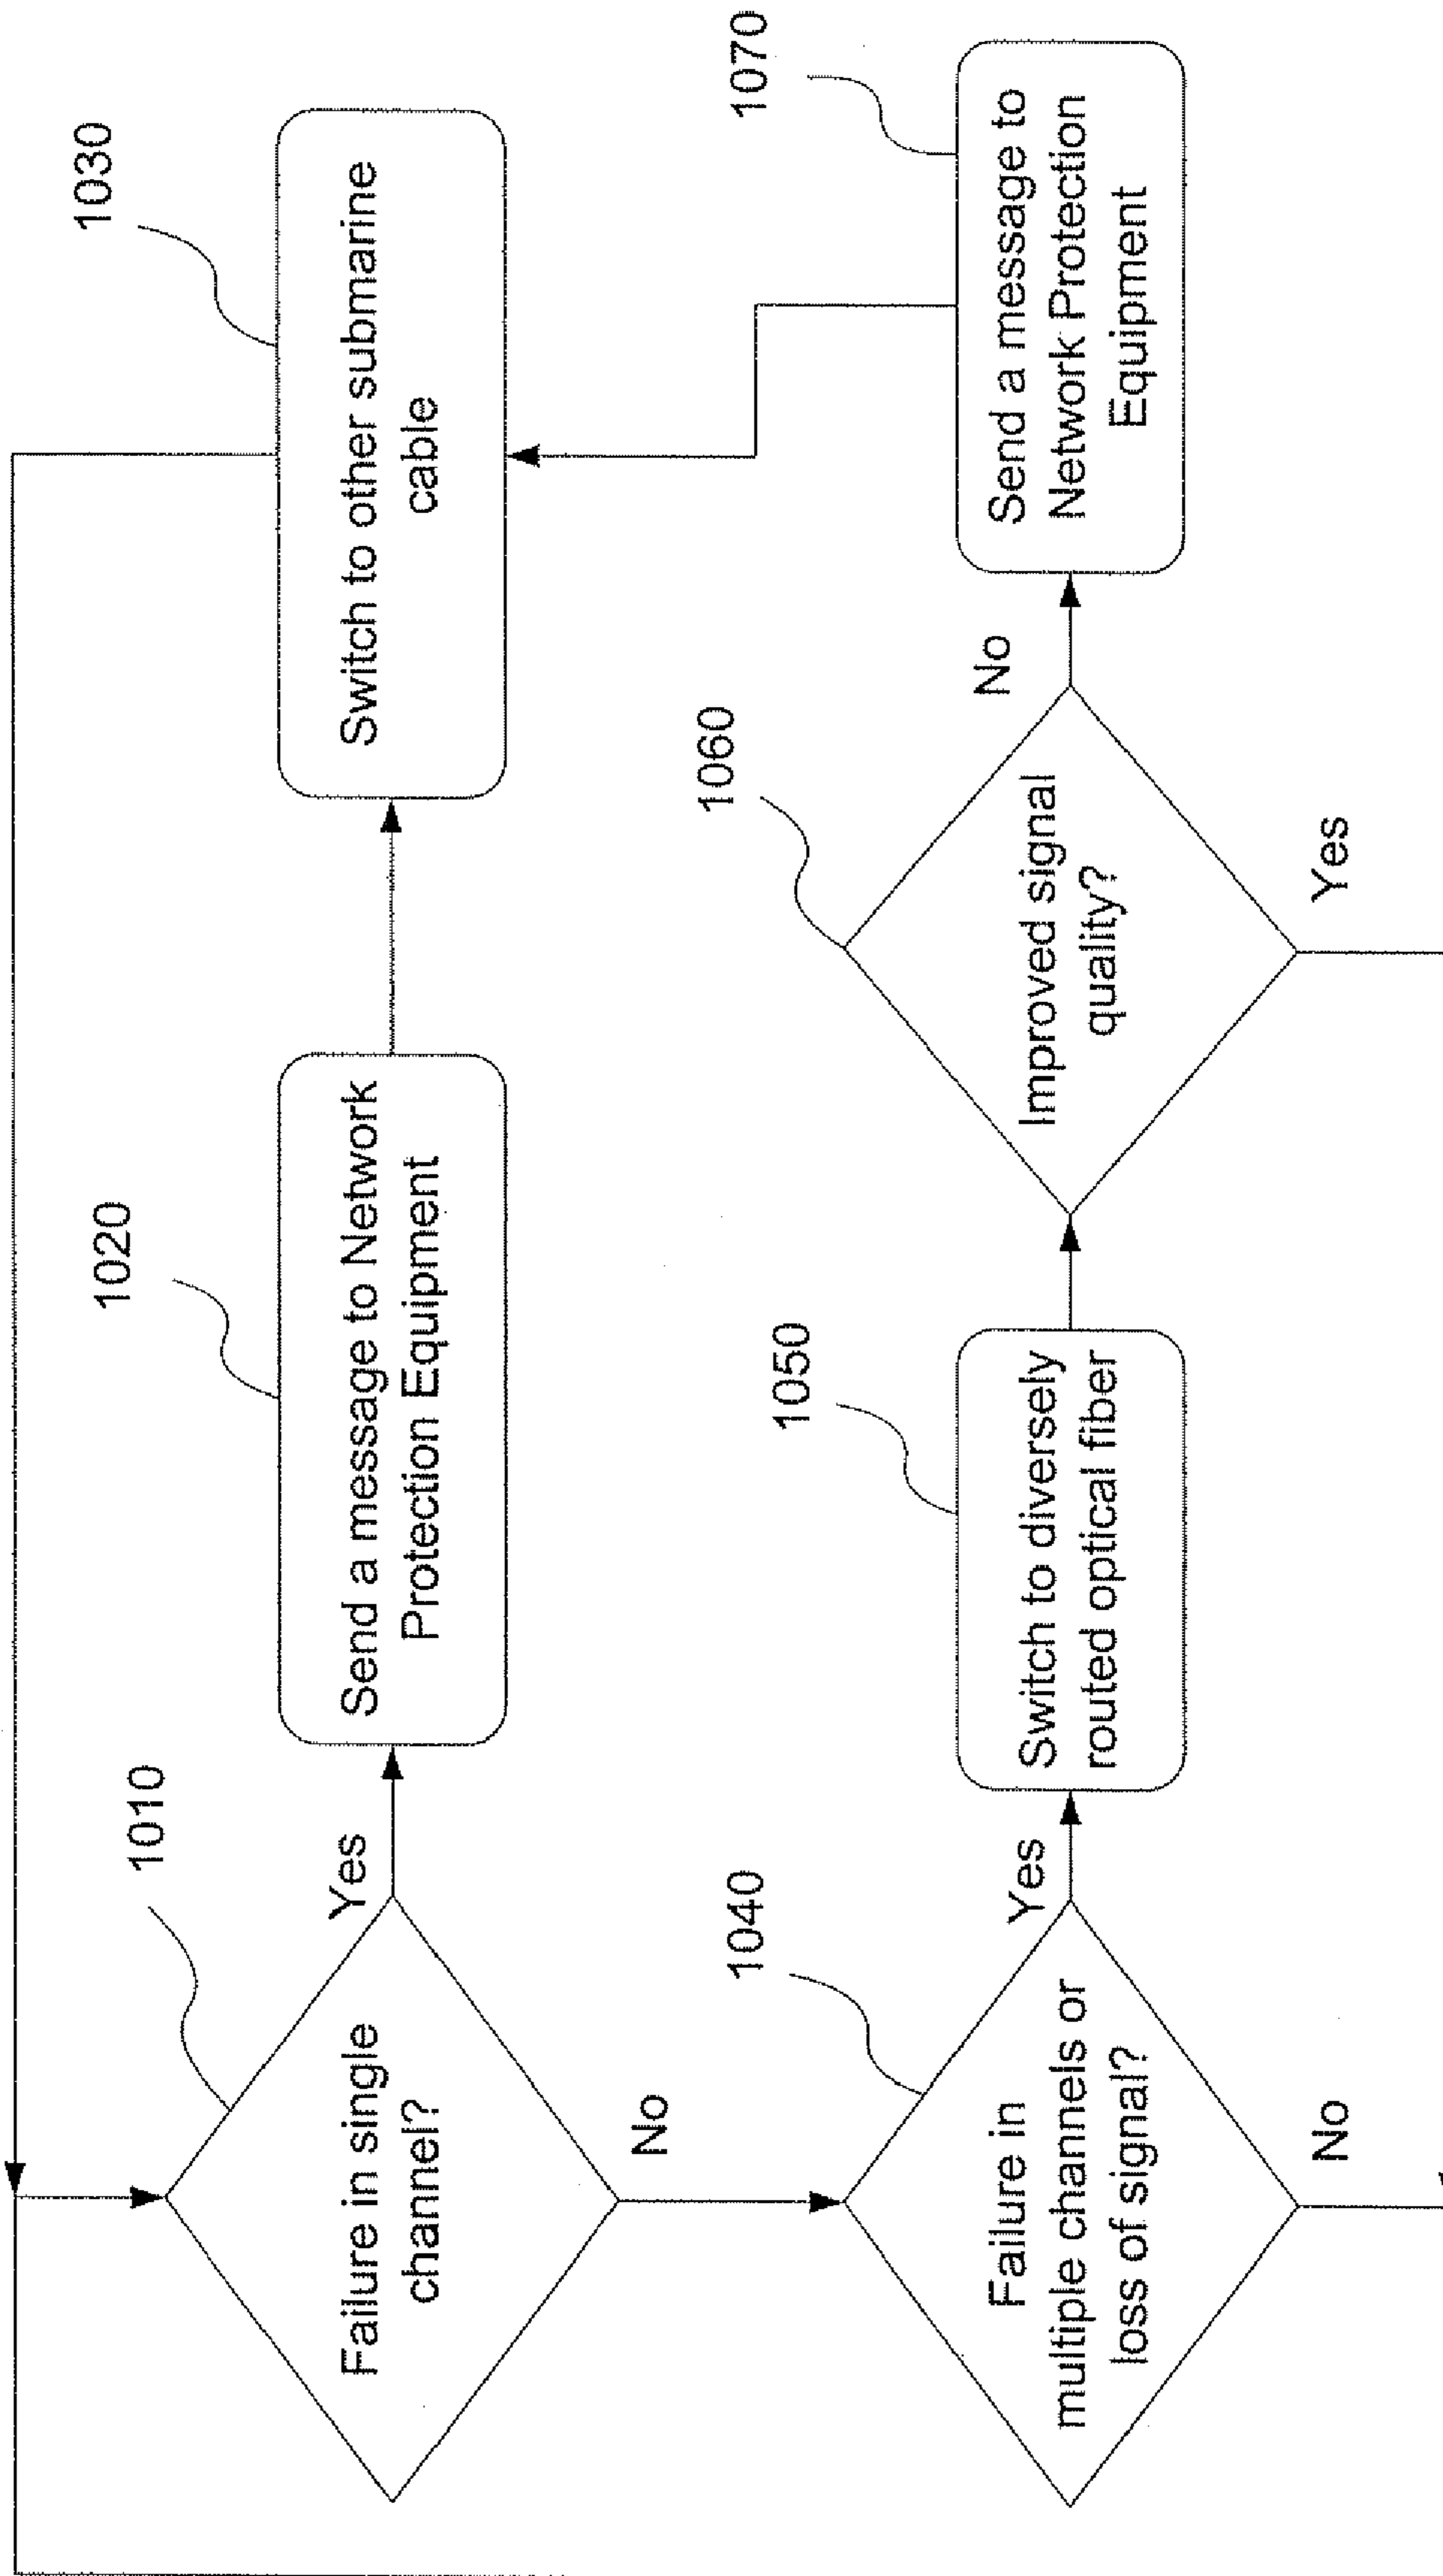 1010
Failure in single
channel?
Yes
No
1020
Send a message to Network
Protection Equipment
1030
Switch to other submarine
cable
1040
Failure in
multiple channels or
loss of signal?
Yes
No
1050
Switch to diversely
routed optical fiber
1060
Improved signal
quality?
No
Yes
1070
Send a message to
Network Protection
Equipment